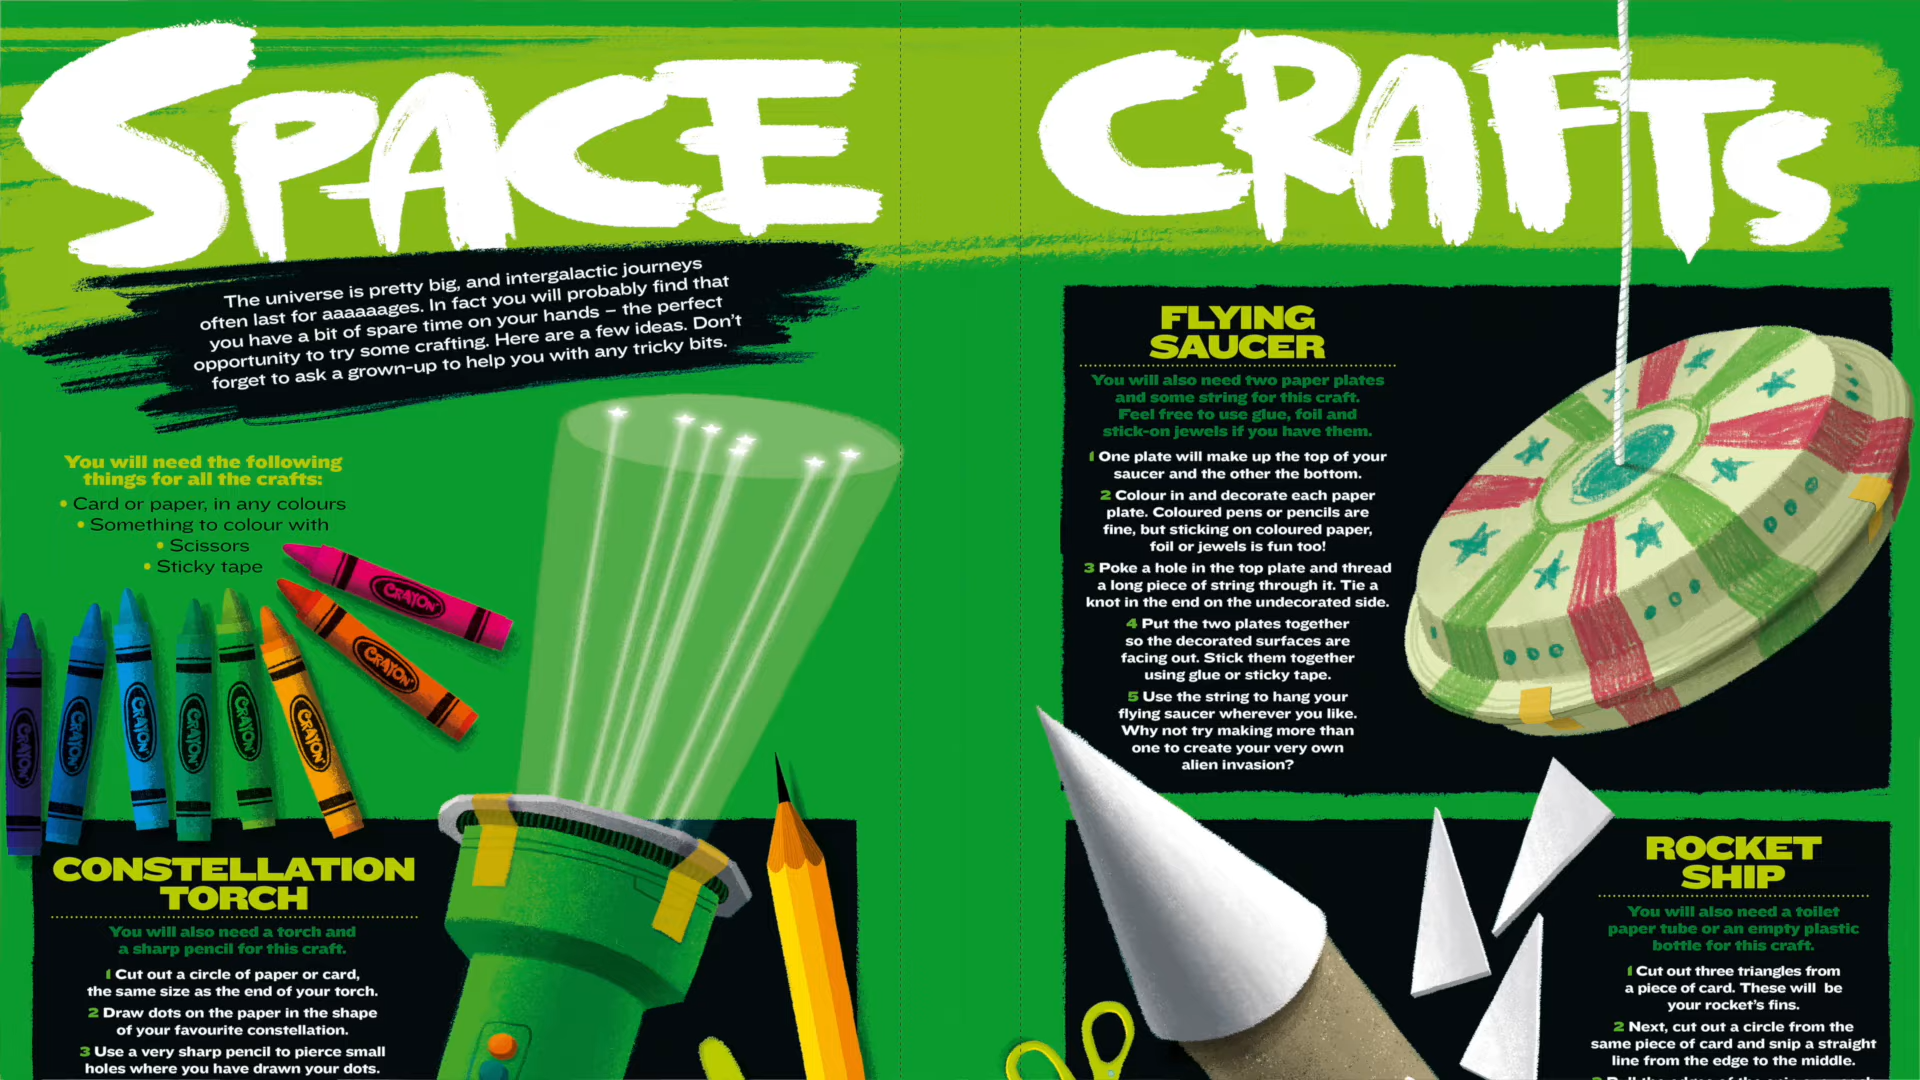 SPACE CRAFTS
The universe is pretty big, and intergalactic journeys
often last for aaaaaages. In fact you will probably find that
you have a bit of spare time on your hands – the perfect
opportunity to try some crafting. Here are a few ideas. Don't
forget to ask a grown-up to help you with any tricky bits.
You will need the following
things for all the crafts:
• Card or paper, in any colours
• Something to colour with
• Scissors
• Sticky tape
CRAYON
CRAYON
CRAYON
CRAYON
CRAYON
CRAYON
CRAYON
CRAYON
CONSTELLATION
TORCH
You will also need a torch and
a sharp pencil for this craft.
1 Cut out a circle of paper or card,
the same size as the end of your torch.
2 Draw dots on the paper in the shape
of your favourite constellation.
3 Use a very sharp pencil to pierce small
holes where you have drawn your dots.
FLYING
SAUCER
You will also need two paper plates
and some string for this craft.
Feel free to use glue, foil and
stick-on jewels if you have them.
1 One plate will make up the top of your
saucer and the other the bottom.
2 Colour in and decorate each paper
plate. Coloured pens or pencils are
fine, but sticking on coloured paper,
foil or jewels is fun too!
3 Poke a hole in the top plate and thread
a long piece of string through it. Tie a
knot in the end on the undecorated side.
4 Put the two plates together
so the decorated surfaces are
facing out. Stick them together
using glue or sticky tape.
5 Use the string to hang your
flying saucer wherever you like.
Why not try making more than
one to create your very own
alien invasion?
ROCKET
SHIP
You will also need a toilet
paper tube or an empty plastic
bottle for this craft.
1 Cut out three triangles from
a piece of card. These will be
your rocket's fins.
2 Next, cut out a circle from the
same piece of card and snip a straight
line from the edge to the middle.